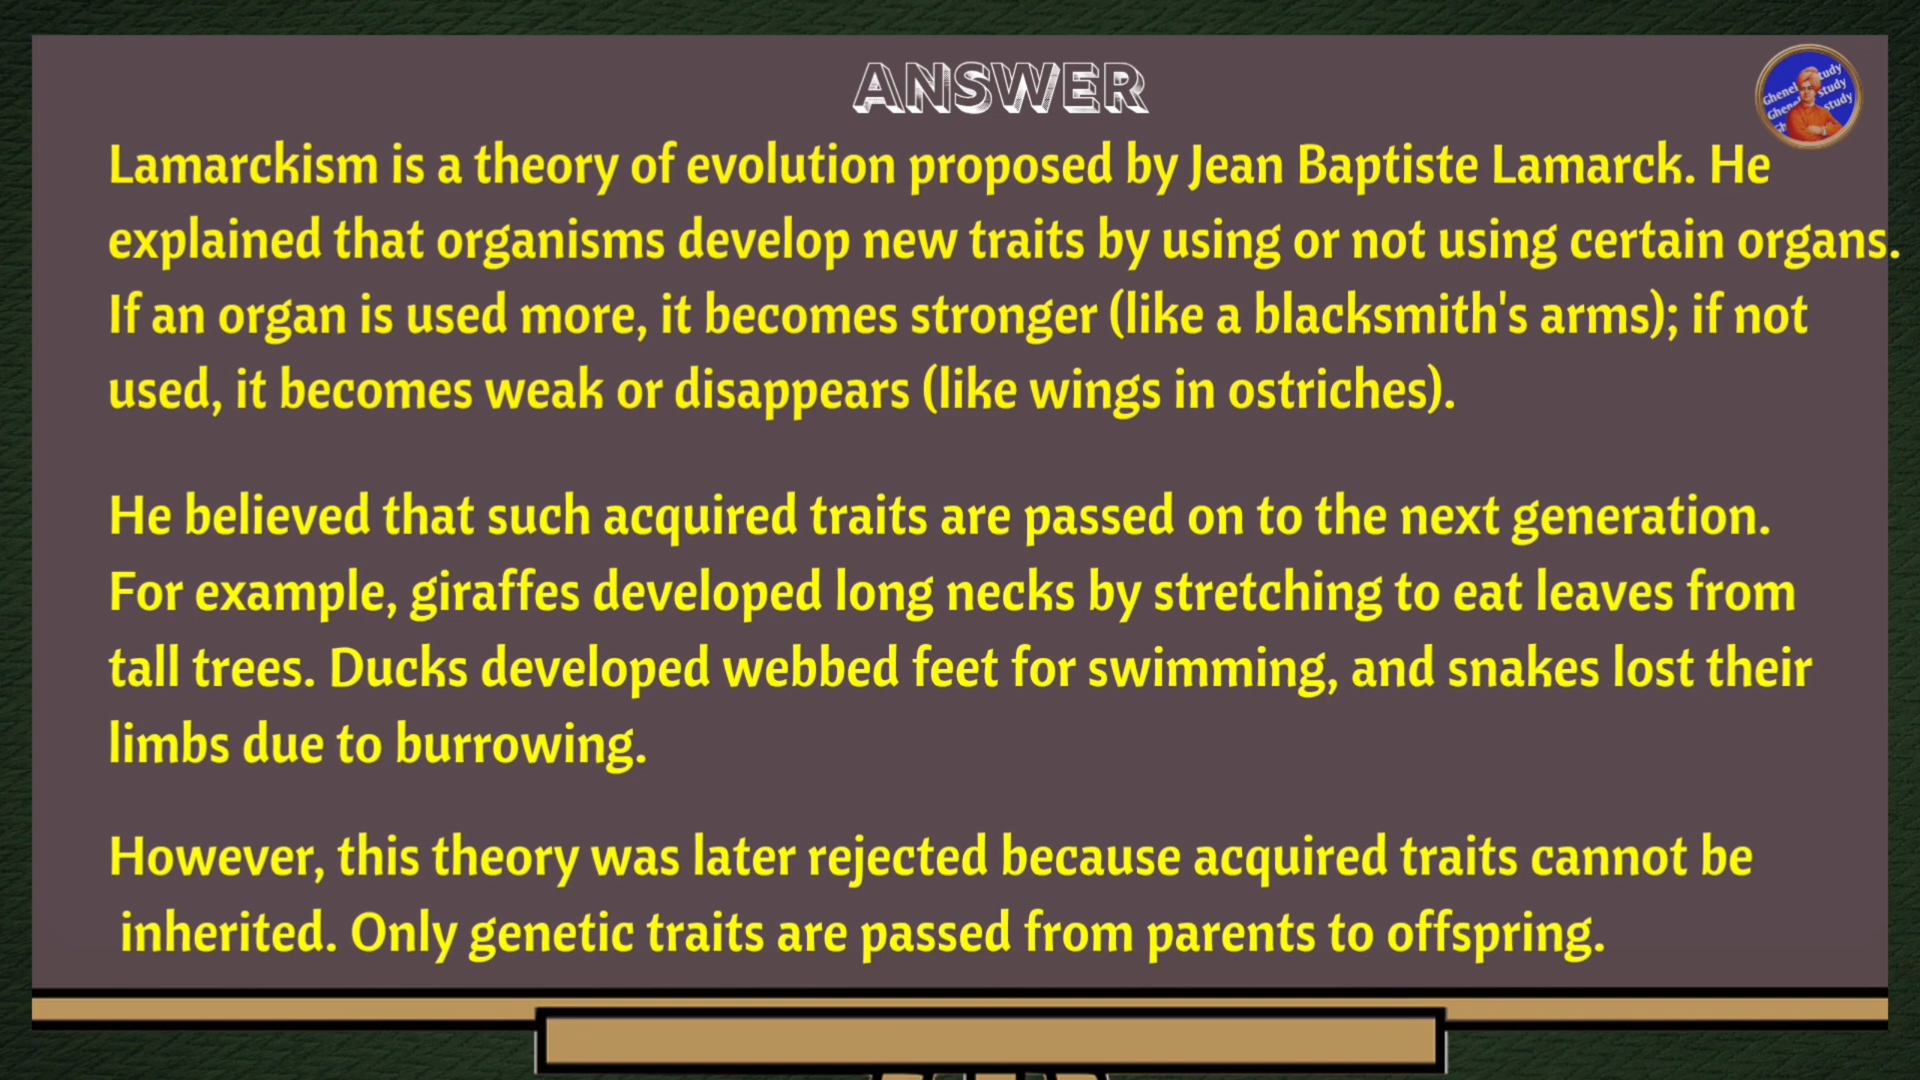 ANSWER
Lamarckism is a theory of evolution proposed by Jean Baptiste Lamarck. He
explained that organisms develop new traits by using or not using certain organs.
If an organ is used more, it becomes stronger (like a blacksmith's arms); if not
used, it becomes weak or disappears (like wings in ostriches).
He believed that such acquired traits are passed on to the next generation.
For example, giraffes developed long necks by stretching to eat leaves from
tall trees. Ducks developed webbed feet for swimming, and snakes lost their
limbs due to burrowing.
However, this theory was later rejected because acquired traits cannot be
inherited. Only genetic traits are passed from parents to offspring.